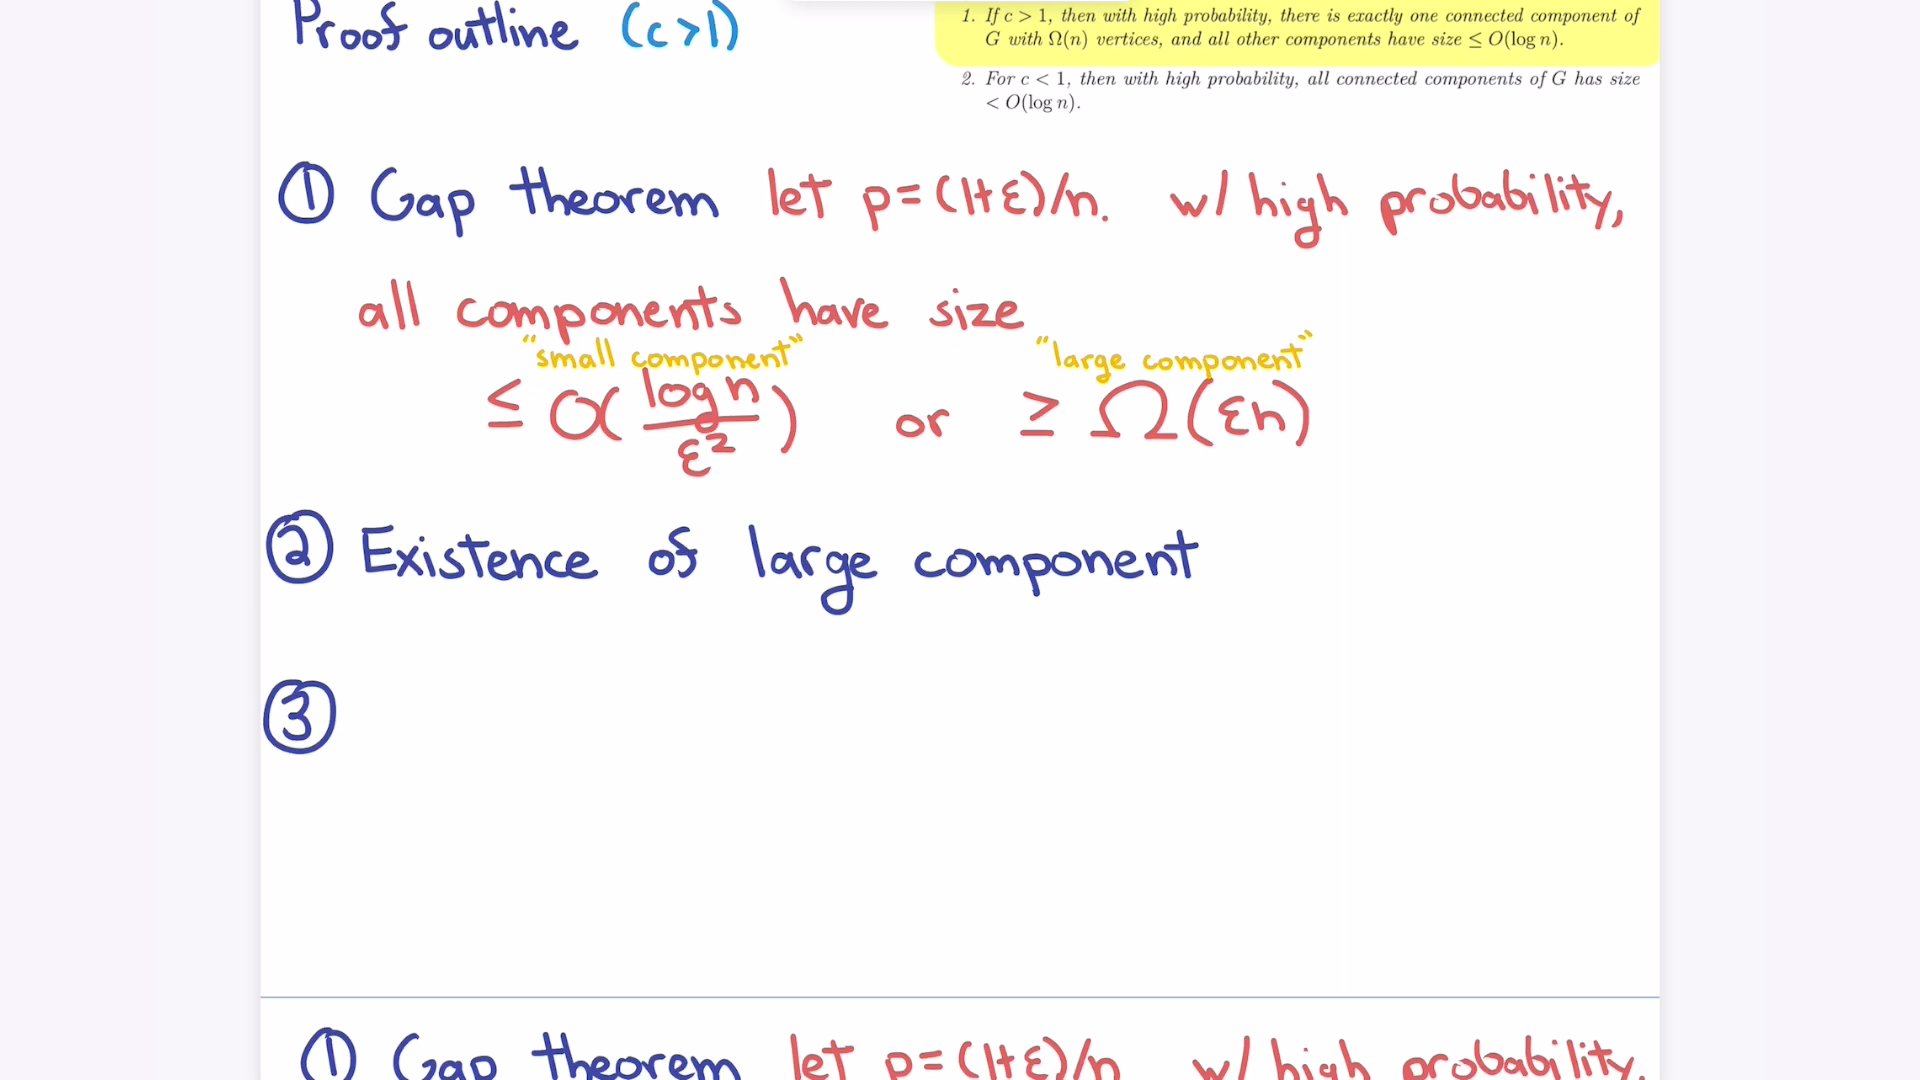 Proof outline (c>1)
1. If c > 1, then with high probability, there is exactly one connected component of
G with Ω(n) vertices, and all other components have size ≤ O(log n).
2. For c < 1, then with high probability, all connected components of G has size
< O(log n).
① Gap theorem let p=(1+ε)/n. w/ high probability,
all components have size
"small component" "large component"
≤ O(log n / ε²) or ≥ Ω(εn)
② Existence of large component
③
① Gap theorem let p=(1+ε)/n w/ high probability,